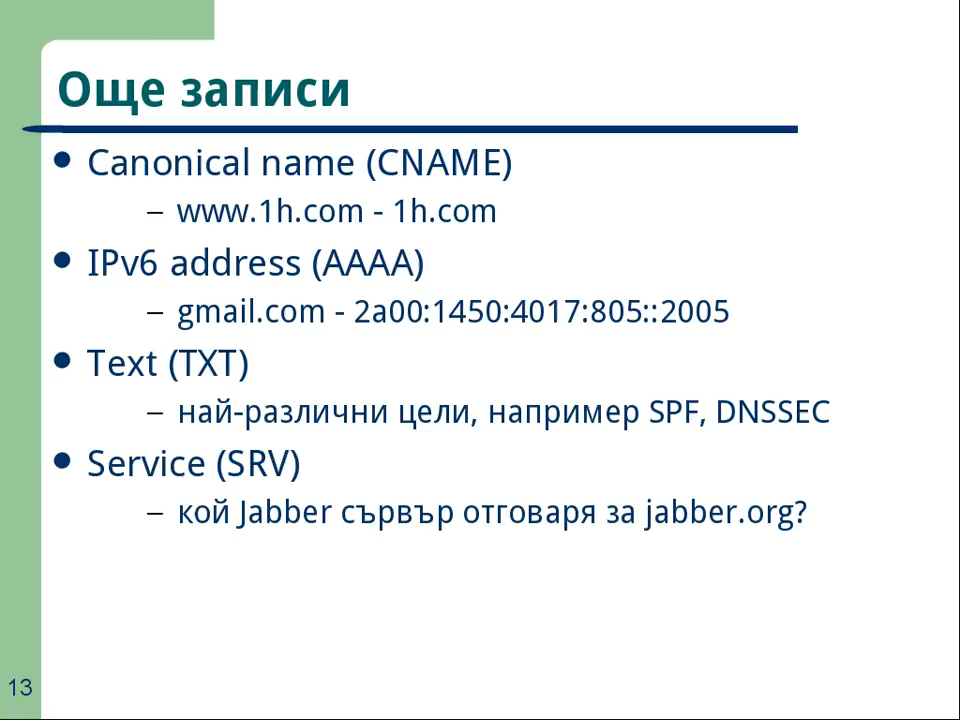 Още записи
Canonical name (CNAME)
– www.1h.com - 1h.com
IPv6 address (AAAA)
– gmail.com - 2a00:1450:4017:805::2005
Text (TXT)
– най-различни цели, например SPF, DNSSEC
Service (SRV)
– кой Jabber сървър отговаря за jabber.org?
13